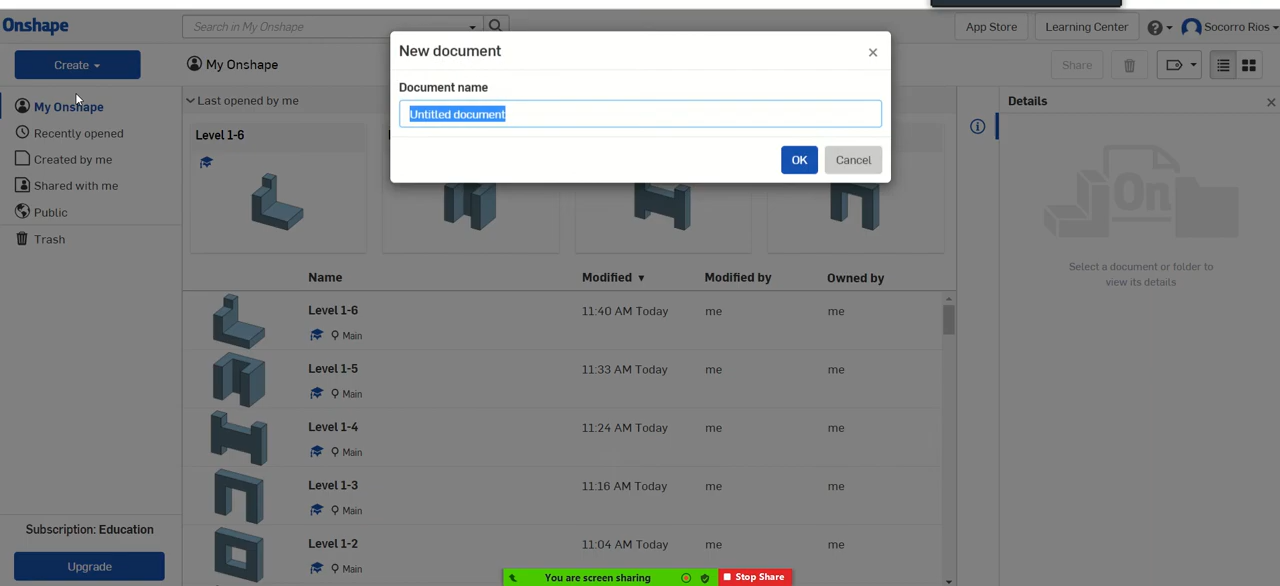 Onshape
Search in My Onshape
App Store
Learning Center
Socorro Rios
Create
My Onshape
Share
My Onshape
Recently opened
Created by me
Shared with me
Public
Trash
Subscription: Education
Upgrade
Last opened by me
Level 1-6
New document
×
Document name
Untitled document
OK
Cancel
Name
Modified ▼
Modified by
Owned by
Level 1-6
11:40 AM Today
me
me
Main
Level 1-5
11:33 AM Today
me
me
Main
Level 1-4
11:24 AM Today
me
me
Main
Level 1-3
11:16 AM Today
me
me
Main
Level 1-2
11:04 AM Today
me
me
Main
Details
On
Select a document or folder to
view its details
You are screen sharing
Stop Share